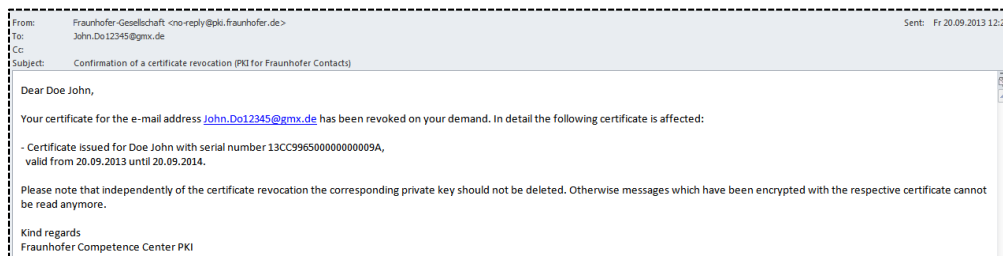 From: Fraunhofer-Gesellschaft <no-reply@pki.fraunhofer.de> Sent: Fr 20.09.2013 12:2
To: John.Do12345@gmx.de
Cc:
Subject: Confirmation of a certificate revocation (PKI for Fraunhofer Contacts)
Dear Doe John,
Your certificate for the e-mail address John.Do12345@gmx.de has been revoked on your demand. In detail the following certificate is affected:
- Certificate issued for Doe John with serial number 13CC996500000000009A,
valid from 20.09.2013 until 20.09.2014.
Please note that independently of the certificate revocation the corresponding private key should not be deleted. Otherwise messages which have been encrypted with the respective certificate cannot
be read anymore.
Kind regards
Fraunhofer Competence Center PKI